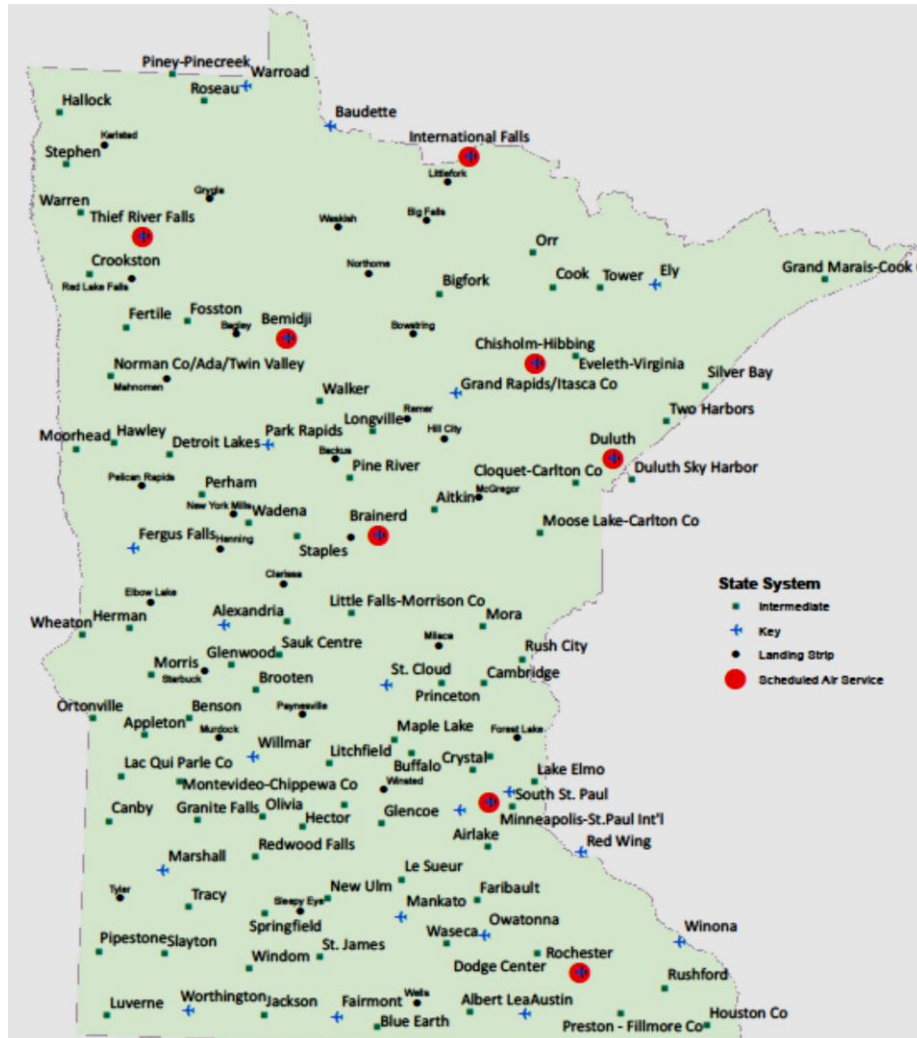 Piney-Pinecreek
Warroad
Roseau
Hallock
Baudette
Karlstad
International Falls
Stephen
Littlefork
Grygla
Warren
Big Falls
Thief River Falls
Waskish
Orr
Crookston
Northome
Grand Marais-Cook C
Red Lake Falls
Bigfork
Cook
Tower
Ely
Fertile
Fosston
Bagley
Bemidji
Bowstring
Chisholm-Hibbing
Norman Co/Ada/Twin Valley
Eveleth-Virginia
Mahnomen
Silver Bay
Grand Rapids/Itasca Co
Walker
Remer
Two Harbors
Longville
Hill City
Moorhead
Hawley
Detroit Lakes
Park Rapids
Duluth
Backus
Pine River
Cloquet-Carlton Co
Duluth Sky Harbor
Pelican Rapids
Perham
McGregor
New York Mills
Wadena
Aitkin
Brainerd
Moose Lake-Carlton Co
Fergus Falls
Henning
Staples
Clarissa
State System
Elbow Lake
Little Falls-Morrison Co
Intermediate
Wheaton
Herman
Alexandria
Mora
Key
Milaca
Rush City
Landing Strip
Sauk Centre
Glenwood
Morris
Starbuck
St. Cloud
Cambridge
Scheduled Air Service
Brooten
Princeton
Ortonville
Benson
Paynesville
Appleton
Murdock
Maple Lake
Forest Lake
Willmar
Litchfield
Buffalo
Crystal
Lac Qui Parle Co
Lake Elmo
Montevideo-Chippewa Co
Winsted
South St. Paul
Canby
Granite Falls
Olivia
Hector
Glencoe
Minneapolis-St.Paul Int'l
Airlake
Red Wing
Redwood Falls
Marshall
Le Sueur
Tyler
Tracy
Sleepy Eye
New Ulm
Faribault
Springfield
Mankato
Owatonna
Winona
Waseca
Pipestone
Slayton
St. James
Windom
Dodge Center
Rochester
Rushford
Luverne
Worthington
Jackson
Fairmont
Wells
Albert Lea
Austin
Blue Earth
Preston - Fillmore Co
Houston Co